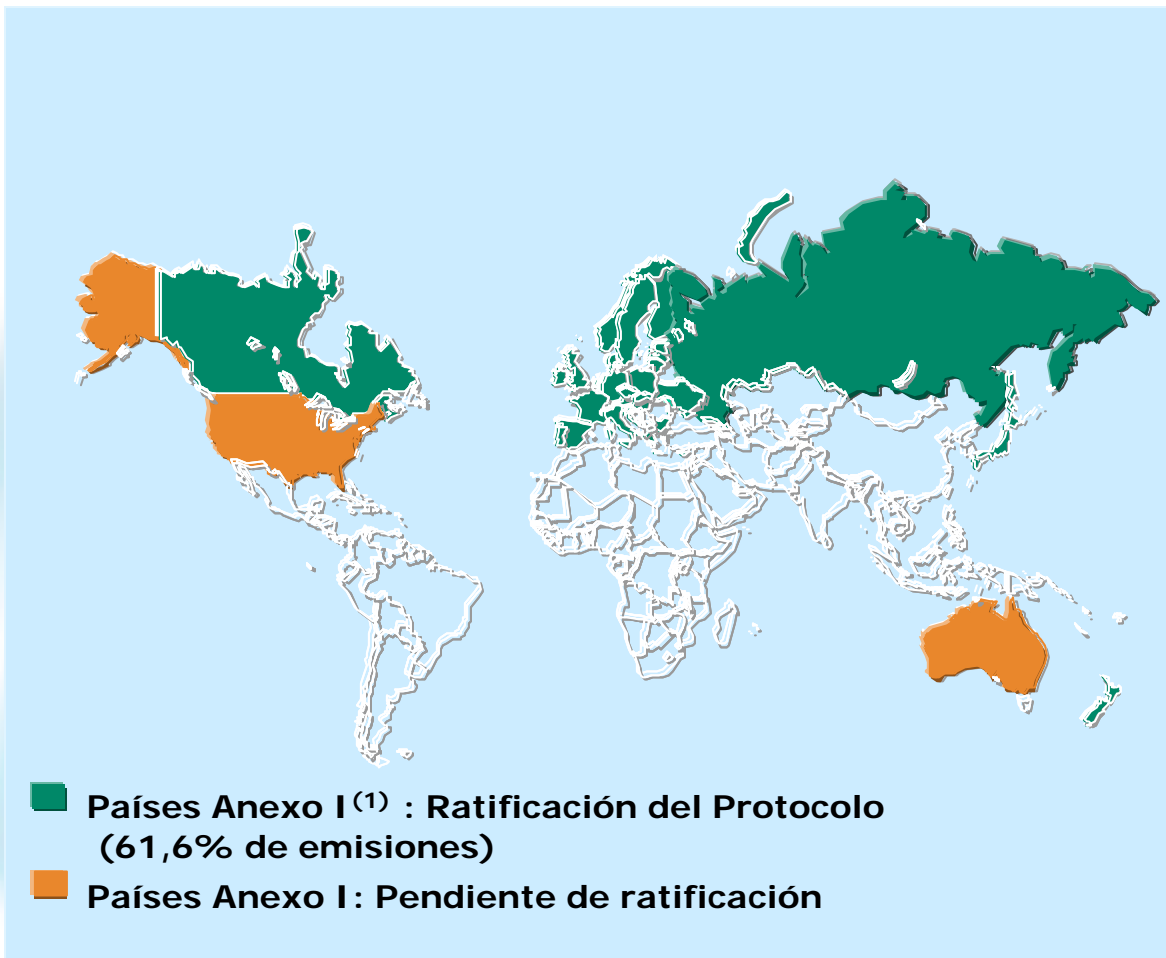 Países Anexo I(1) : Ratificación del Protocolo
(61,6% de emisiones)
Países Anexo I: Pendiente de ratificación